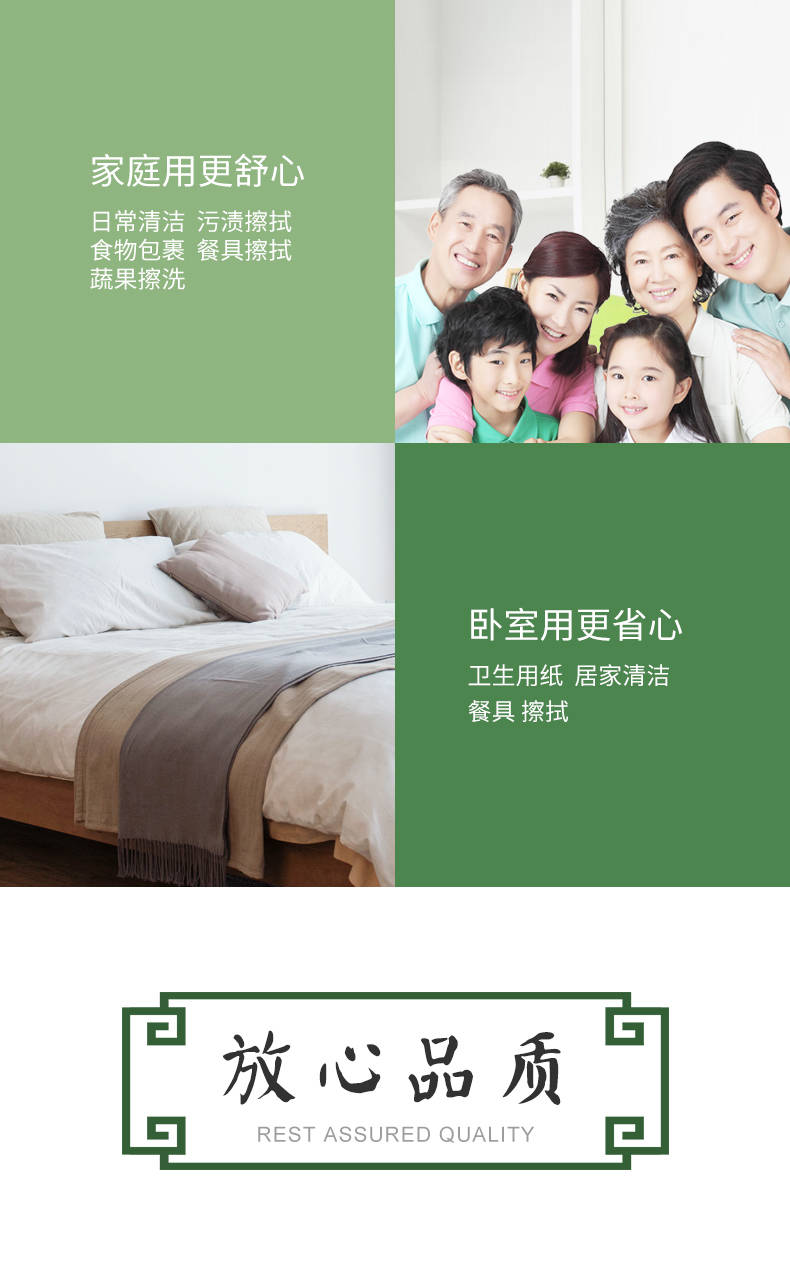 家庭用更舒心
日常清洁 污渍擦拭
食物包裹 餐具擦拭
蔬果擦洗
卧室用更省心
卫生用纸 居家清洁
餐具 擦拭
放心品质
REST ASSURED QUALITY